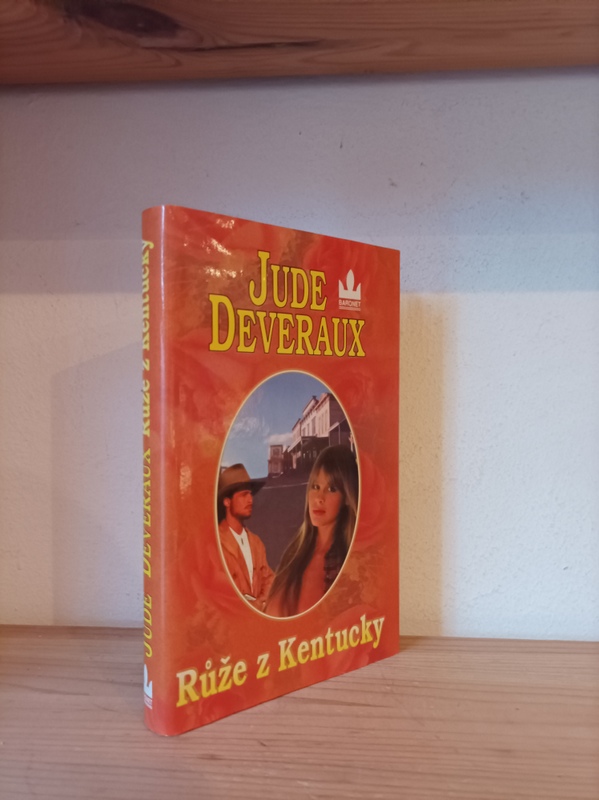 JUDE
DEVERAUX
BARONET
Růže z Kentucky
JUDE DEVERAUX Růže z Kentucky